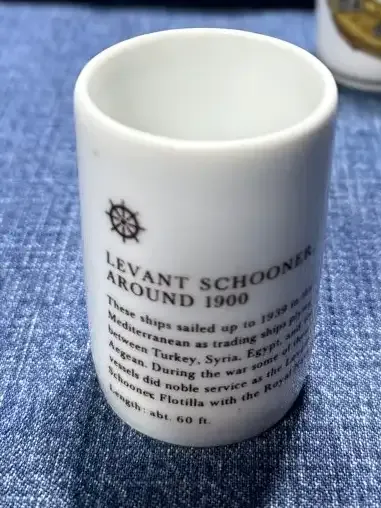 LEVANT SCHOONER,
AROUND 1900
These ships sailed up to 1939 in the
Mediterranean as trading ships
between Turkey, Syria, Egypt, and
Aegean. During the war some of these
vessels did noble service as the
Schooner Flotilla with the Royal
Length: abt. 60 ft.